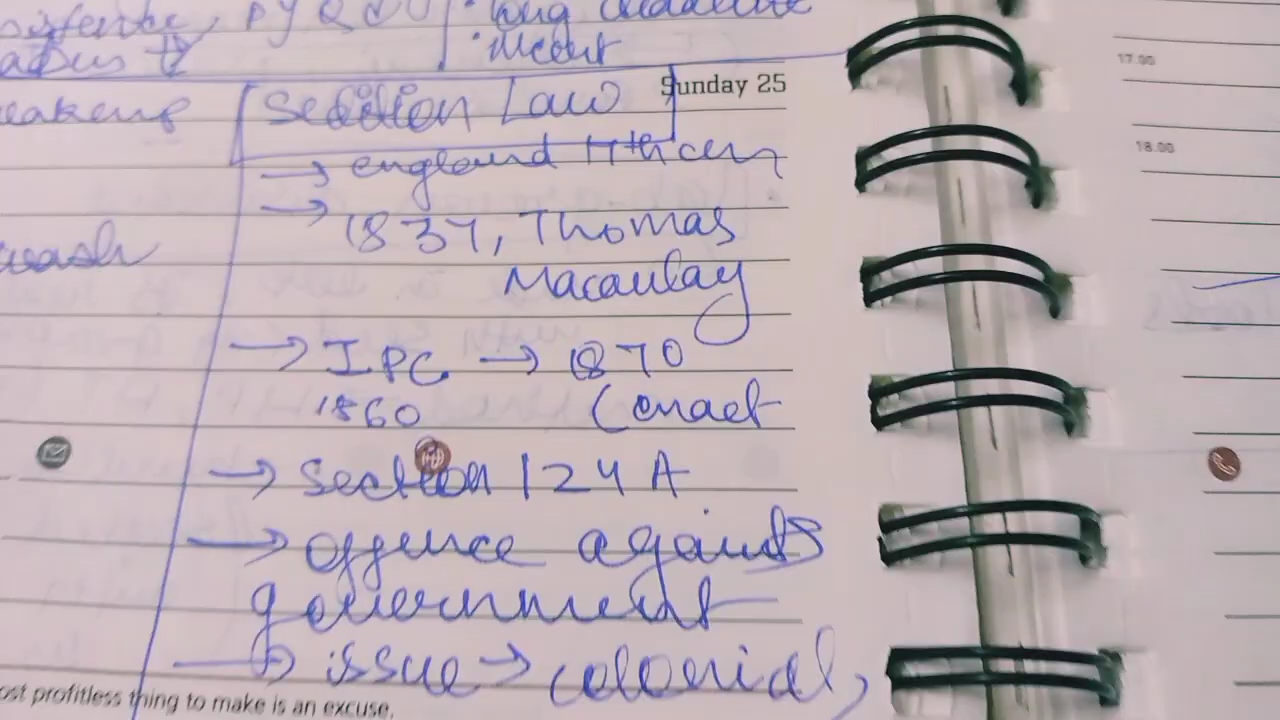 long
Sedition Law
Sunday 25
→ england 17th cen
→ 1837, Thomas
Macaulay
→ IPC → 1870
1860 (enact
→ Section 124 A
→ offence against
government
→ issue → colonial,
ost profitless thing to make is an excuse.
17.00
18.00